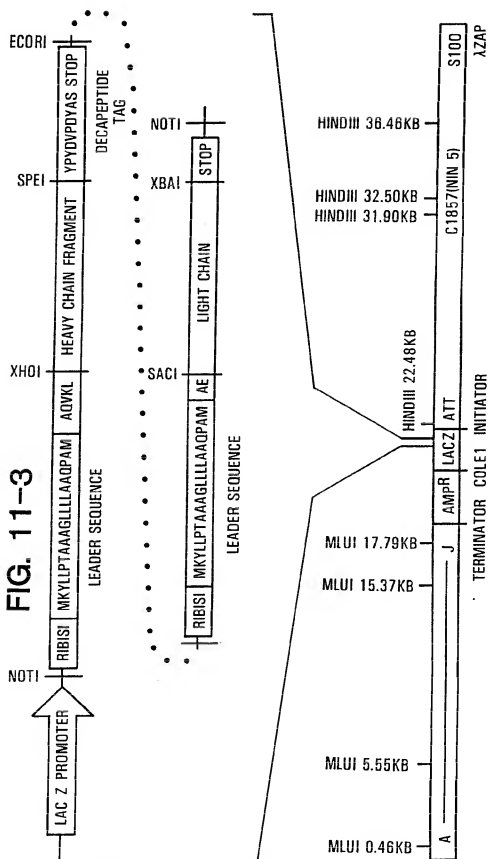 FIG. 11-3
LAC Z PROMOTER
NOTI
RIBISI
MKYLLPTAAAGLLLLAAQPAM
LEADER SEQUENCE
AQVKL
XHOI
HEAVY CHAIN FRAGMENT
SPEI
YPYDVPDYAS STOP
ECORI
DECAPEPTIDE
TAG
RIBISI
MKYLLPTAAAGLLLLAAQPAM
LEADER SEQUENCE
AE
SACI
LIGHT CHAIN
XBAI
STOP
NOTI
MLUI 0.46KB
MLUI 5.55KB
MLUI 15.37KB
MLUI 17.79KB
HINDIII 22.48KB
HINDIII 31.90KB
HINDIII 32.50KB
HINDIII 36.46KB
A
J
AMPR
LACZ
ATT
C1857(NIN 5)
S100
TERMINATOR COLE1 INITIATOR
λZAP